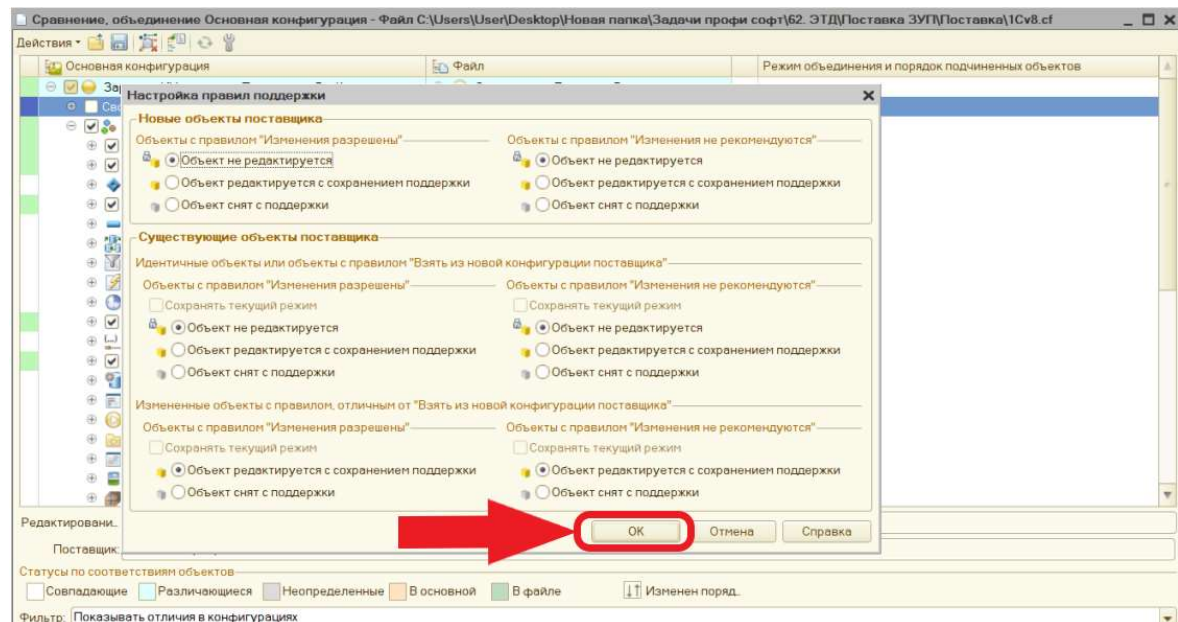 Сравнение, объединение Основная конфигурация - Файл C:\Users\User\Desktop\Новая папка\Задачи профи софт\62. ЭТД\Поставка ЗУП\Поставка\1Cv8.cf
Действия
Основная конфигурация Файл Режим объединения и порядок подчиненных объектов
Настройка правил поддержки
Новые объекты поставщика
Объекты с правилом "Изменения разрешены" Объекты с правилом "Изменения не рекомендуются"
Объект не редактируется Объект не редактируется
Объект редактируется с сохранением поддержки Объект редактируется с сохранением поддержки
Объект снят с поддержки Объект снят с поддержки
Существующие объекты поставщика
Идентичные объекты или объекты с правилом "Взять из новой конфигурации поставщика"
Объекты с правилом "Изменения разрешены" Объекты с правилом "Изменения не рекомендуются"
Сохранять текущий режим Сохранять текущий режим
Объект не редактируется Объект не редактируется
Объект редактируется с сохранением поддержки Объект редактируется с сохранением поддержки
Объект снят с поддержки Объект снят с поддержки
Измененные объекты с правилом, отличным от "Взять из новой конфигурации поставщика"
Объекты с правилом "Изменения разрешены" Объекты с правилом "Изменения не рекомендуются"
Сохранять текущий режим Сохранять текущий режим
Объект редактируется с сохранением поддержки Объект редактируется с сохранением поддержки
Объект снят с поддержки Объект снят с поддержки
Редактировани.. ОК Отмена Справка
Поставщик:
Статусы по соответствиям объектов
Совпадающие Различающиеся Неопределенные В основной В файле Изменен поряд..
Фильтр: Показывать отличия в конфигурациях